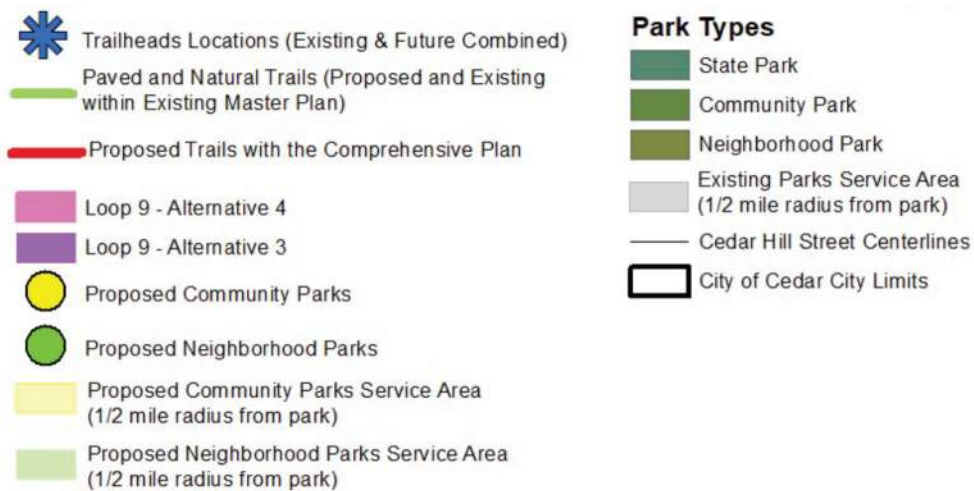 Trailheads Locations (Existing & Future Combined)
Paved and Natural Trails (Proposed and Existing
within Existing Master Plan)
Proposed Trails with the Comprehensive Plan
Loop 9 - Alternative 4
Loop 9 - Alternative 3
Proposed Community Parks
Proposed Neighborhood Parks
Proposed Community Parks Service Area
(1/2 mile radius from park)
Proposed Neighborhood Parks Service Area
(1/2 mile radius from park)
Park Types
State Park
Community Park
Neighborhood Park
Existing Parks Service Area
(1/2 mile radius from park)
Cedar Hill Street Centerlines
City of Cedar City Limits